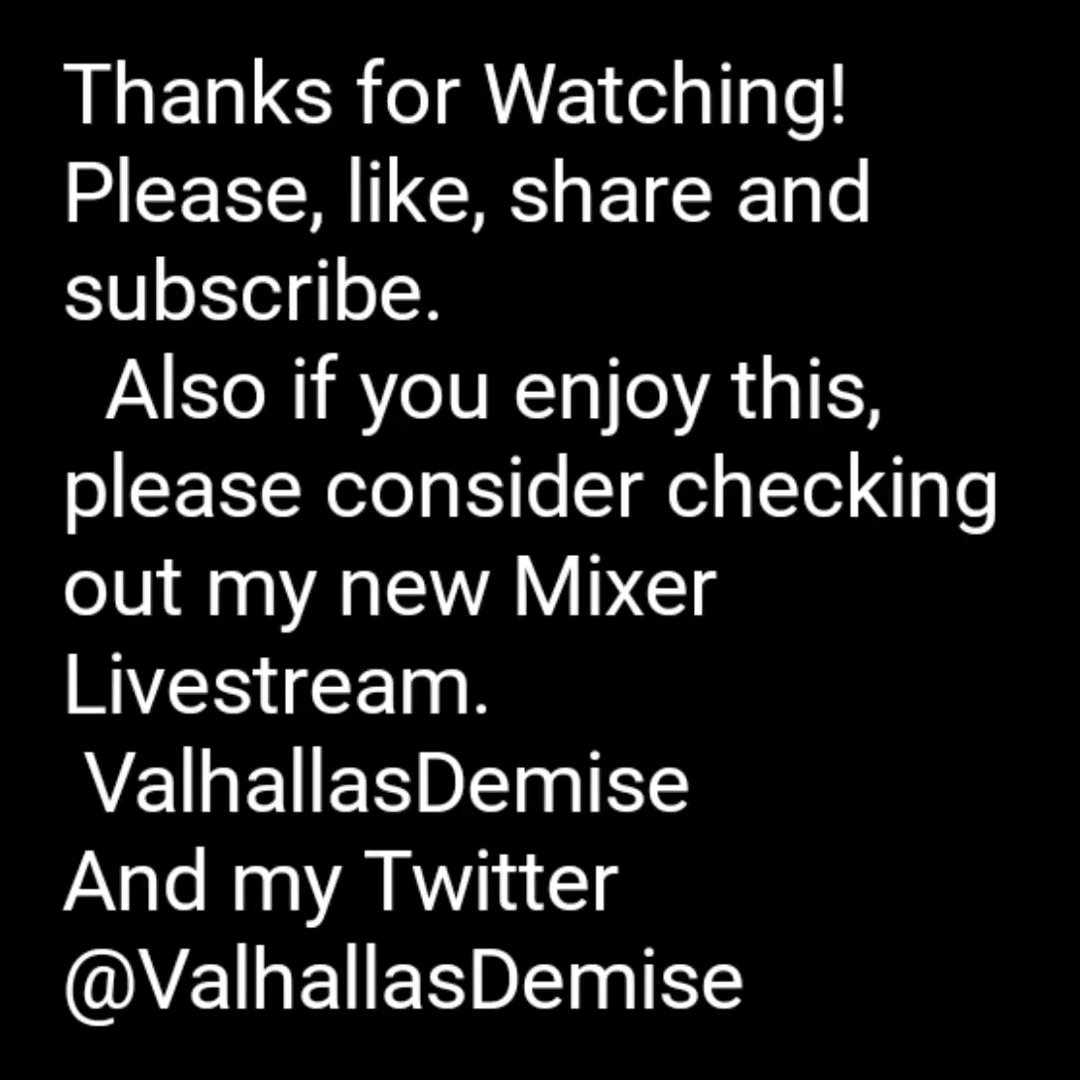 Thanks for Watching!
Please, like, share and
subscribe.
Also if you enjoy this,
please consider checking
out my new Mixer
Livestream.
ValhallasDemise
And my Twitter
@ValhallasDemise